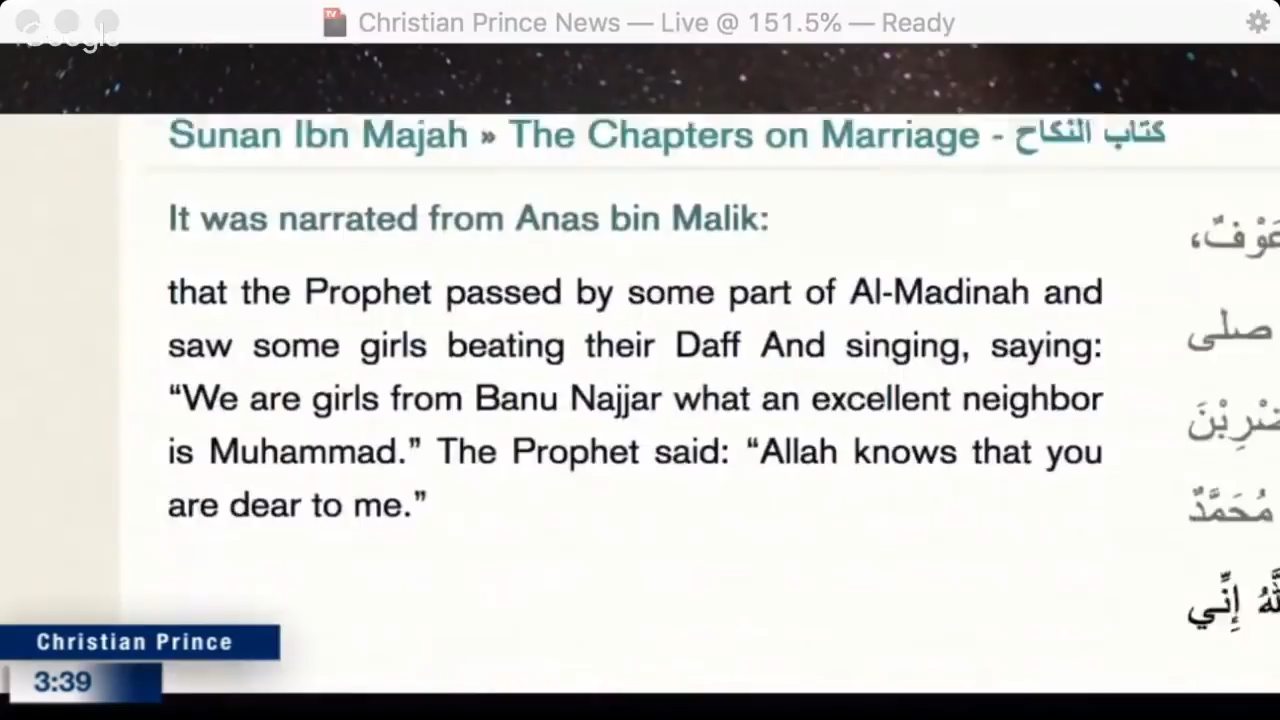 Christian Prince News — Live @ 151.5% — Ready
Google
Sunan Ibn Majah » The Chapters on Marriage - كتاب النكاح
It was narrated from Anas bin Malik:
that the Prophet passed by some part of Al-Madinah and
saw some girls beating their Daff And singing, saying:
“We are girls from Banu Najjar what an excellent neighbor
is Muhammad.” The Prophet said: “Allah knows that you
are dear to me.”
عَوْفٌ،
صلى
مُحَمَّدٌ
إِنِّي
Christian Prince
3:39